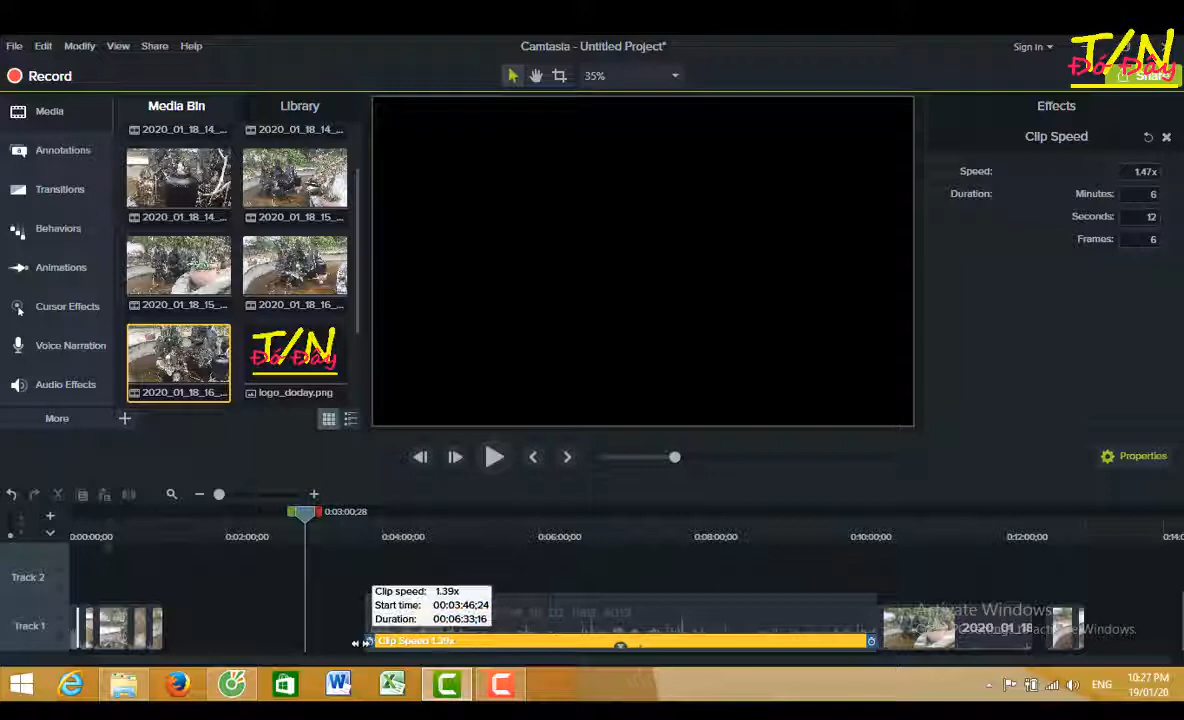 File Edit Modify View Share Help
Camtasia - Untitled Project*
Sign in
T/N
Đó Đây
Share
Record
35%
Media
Media Bin
Library
Effects
2020_01_18_14_...
2020_01_18_14_...
Clip Speed
Annotations
Speed: 1.47x
Transitions
Duration: Minutes: 6
2020_01_18_14_...
2020_01_18_15_...
Seconds: 12
Behaviors
Frames: 6
Animations
Cursor Effects
2020_01_18_15_...
2020_01_18_16_...
Voice Narration
T/N
Đó Đây
Audio Effects
2020_01_18_16_...
logo_doday.png
More
Properties
0:03:00;28
0:00:00;00
0:02:00;00
0:04:00;00
0:06:00;00
0:08:00;00
0:10:00;00
0:12:00;00
0:14:0
Track 2
Clip speed: 1.39x
Start time: 00:03:46;24
Duration: 00:06:33;16
Activate Windows
Track 1
2020_01_18
Clip Speed 1.39x
ENG
10:27 PM
19/01/20